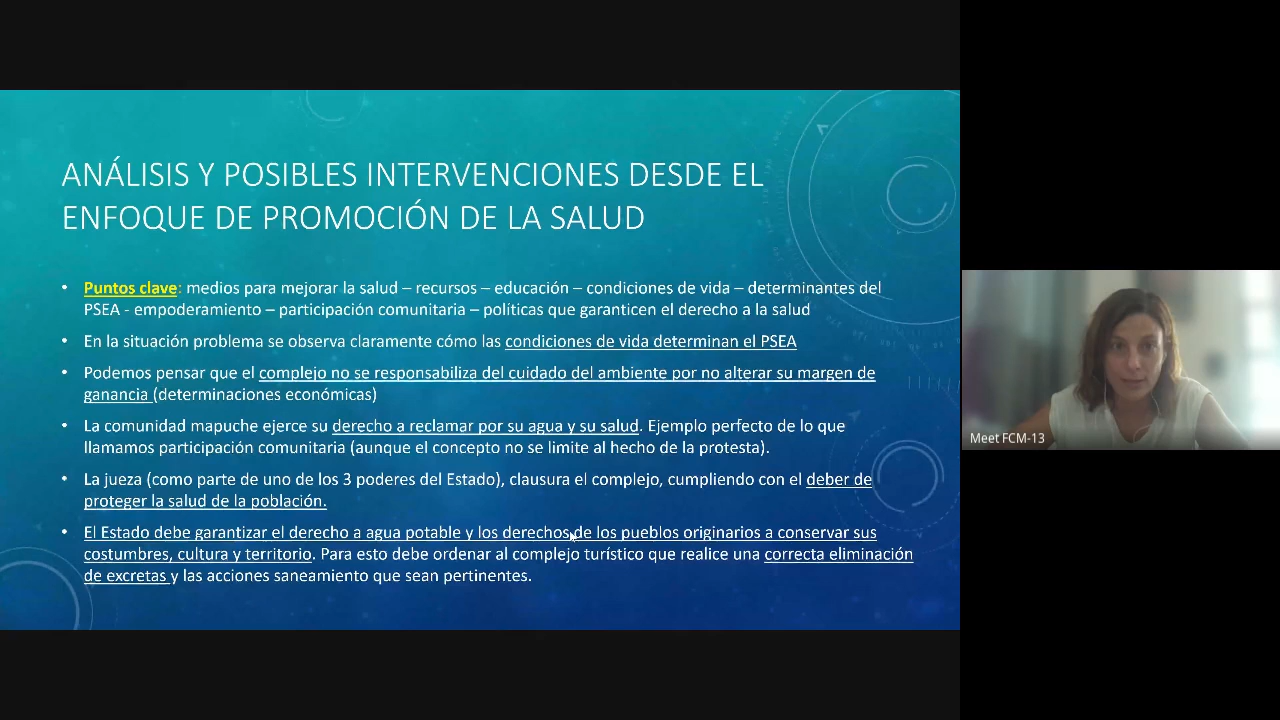 ANÁLISIS Y POSIBLES INTERVENCIONES DESDE EL
ENFOQUE DE PROMOCIÓN DE LA SALUD
• Puntos clave: medios para mejorar la salud – recursos – educación – condiciones de vida – determinantes del
PSEA - empoderamiento – participación comunitaria – políticas que garanticen el derecho a la salud
• En la situación problema se observa claramente cómo las condiciones de vida determinan el PSEA
• Podemos pensar que el complejo no se responsabiliza del cuidado del ambiente por no alterar su margen de
ganancia (determinaciones económicas)
• La comunidad mapuche ejerce su derecho a reclamar por su agua y su salud. Ejemplo perfecto de lo que
llamamos participación comunitaria (aunque el concepto no se limite al hecho de la protesta).
• La jueza (como parte de uno de los 3 poderes del Estado), clausura el complejo, cumpliendo con el deber de
proteger la salud de la población.
• El Estado debe garantizar el derecho a agua potable y los derechos de los pueblos originarios a conservar sus
costumbres, cultura y territorio. Para esto debe ordenar al complejo turístico que realice una correcta eliminación
de excretas y las acciones saneamiento que sean pertinentes.
Meet FCM-13